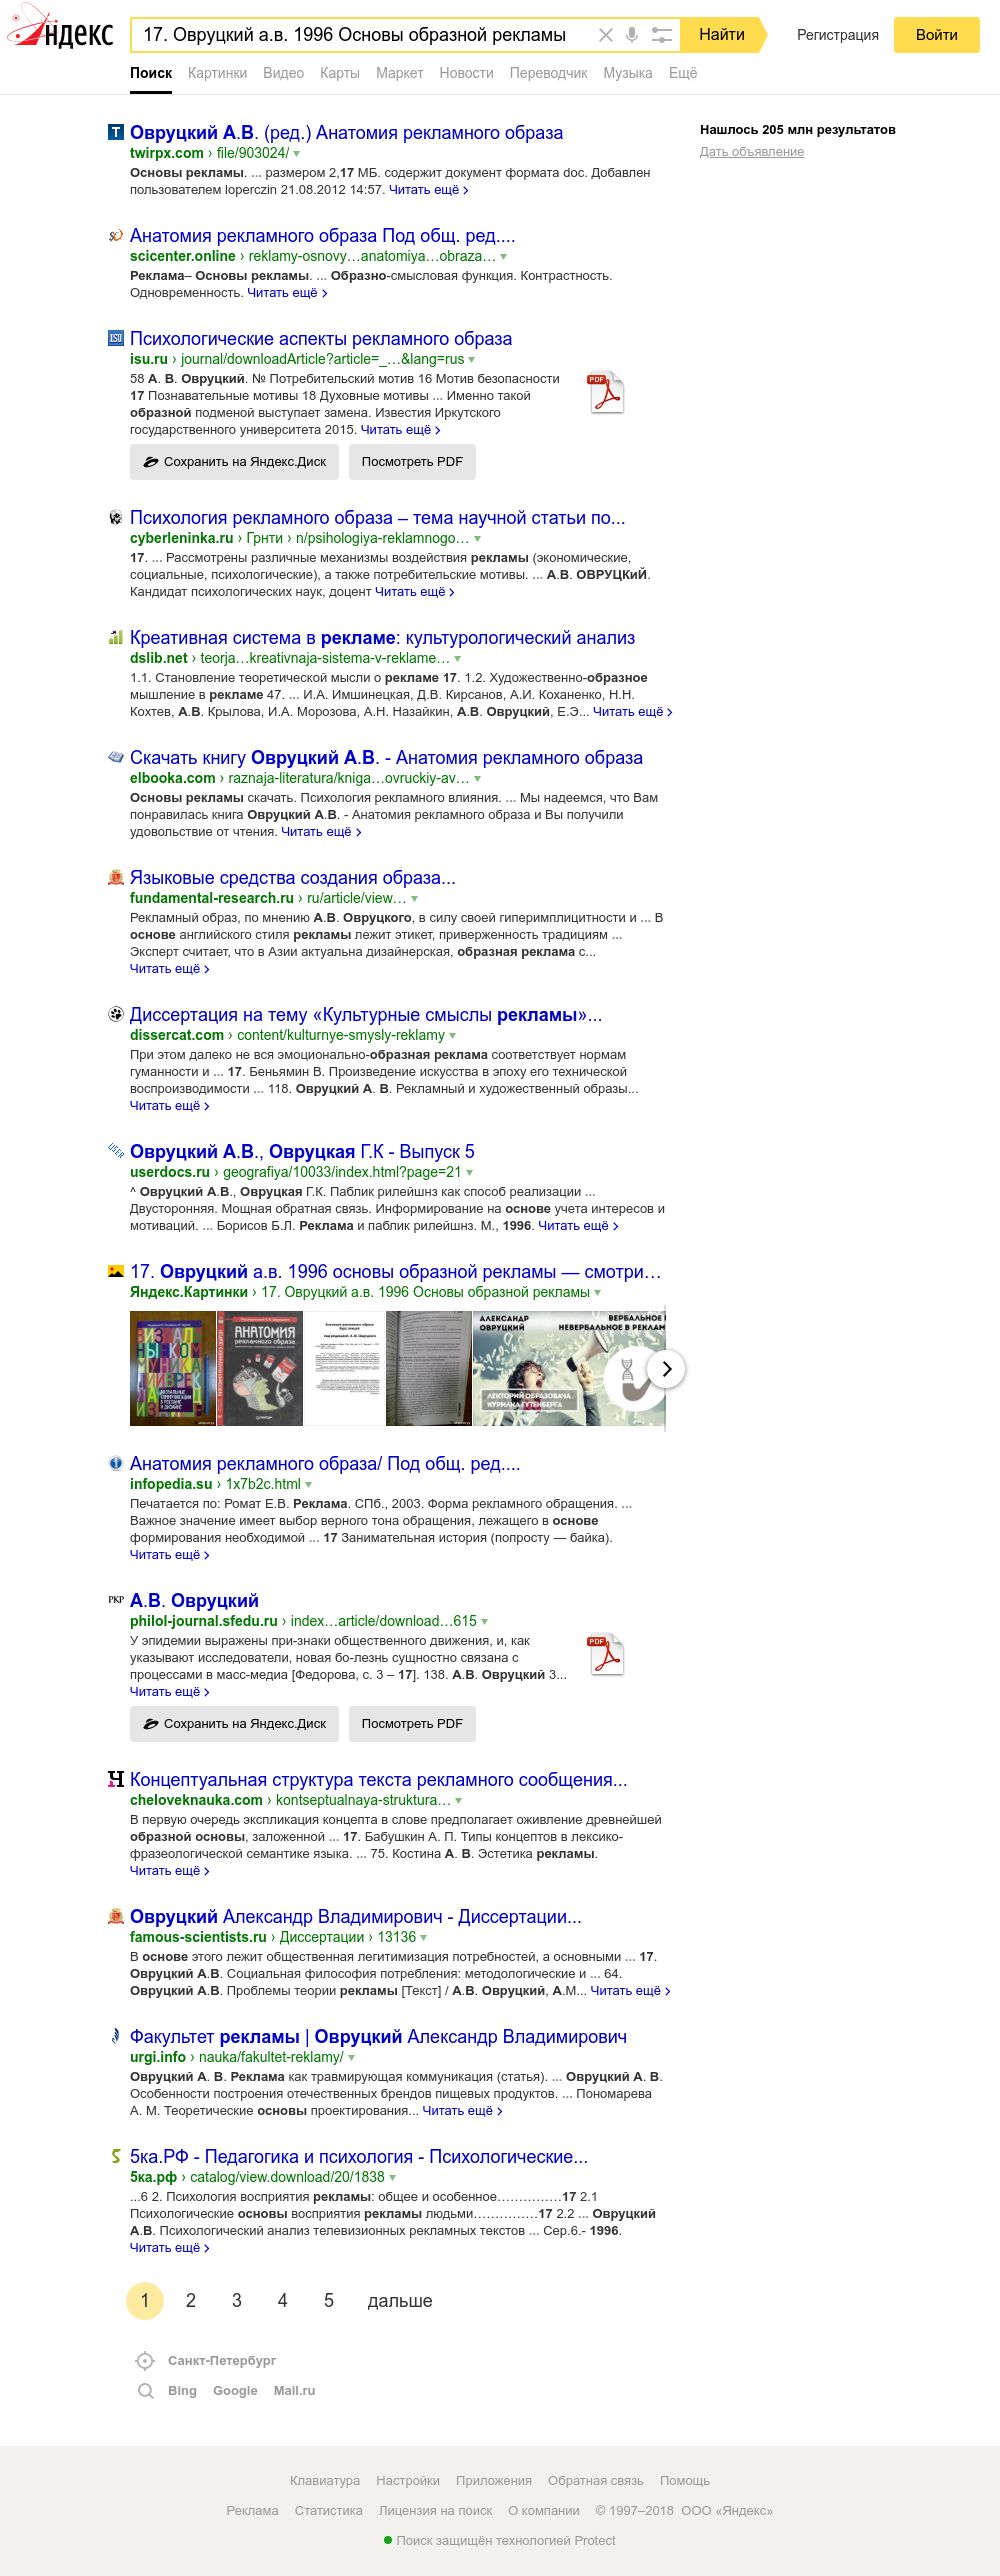 Яндекс
17. Овруцкий а.в. 1996 Основы образной рекламы
Найти
Регистрация
Войти
Поиск Картинки Видео Карты Маркет Новости Переводчик Музыка Ещё
Нашлось 205 млн результатов
Дать объявление
Овруцкий А.В. (ред.) Анатомия рекламного образа
twirpx.com › file/903024/
Основы рекламы. ... размером 2,17 МБ. содержит документ формата doc. Добавлен
пользователем loperczin 21.08.2012 14:57. Читать ещё ›
Анатомия рекламного образа Под общ. ред....
scicenter.online › reklamy-osnovy…anatomiya…obraza…
Реклама– Основы рекламы. ... Образно-смысловая функция. Контрастность.
Одновременность. Читать ещё ›
Психологические аспекты рекламного образа
isu.ru › journal/downloadArticle?article=_…&lang=rus
58 А. В. Овруцкий. № Потребительский мотив 16 Мотив безопасности
17 Познавательные мотивы 18 Духовные мотивы ... Именно такой
образной подменой выступает замена. Известия Иркутского
государственного университета 2015. Читать ещё ›
PDF
Сохранить на Яндекс.Диск Посмотреть PDF
Психология рекламного образа – тема научной статьи по...
cyberleninka.ru › Грнти › n/psihologiya-reklamnogo…
17. ... Рассмотрены различные механизмы воздействия рекламы (экономические,
социальные, психологические), а также потребительские мотивы. ... А.В. ОВРУЦКиЙ.
Кандидат психологических наук, доцент Читать ещё ›
Креативная система в рекламе: культурологический анализ
dslib.net › teorja…kreativnaja-sistema-v-reklame…
1.1. Становление теоретической мысли о рекламе 17. 1.2. Художественно-образное
мышление в рекламе 47. ... И.А. Имшинецкая, Д.В. Кирсанов, А.И. Коханенко, Н.Н.
Кохтев, А.В. Крылова, И.А. Морозова, А.Н. Назайкин, А.В. Овруцкий, Е.Э... Читать ещё ›
Скачать книгу Овруцкий А.В. - Анатомия рекламного образа
elbooka.com › raznaja-literatura/kniga…ovruckiy-av…
Основы рекламы скачать. Психология рекламного влияния. ... Мы надеемся, что Вам
понравилась книга Овруцкий А.В. - Анатомия рекламного образа и Вы получили
удовольствие от чтения. Читать ещё ›
Языковые средства создания образа...
fundamental-research.ru › ru/article/view…
Рекламный образ, по мнению А.В. Овруцкого, в силу своей гиперимплицитности и ... В
основе английского стиля рекламы лежит этикет, приверженность традициям ...
Эксперт считает, что в Азии актуальна дизайнерская, образная реклама с...
Читать ещё ›
Диссертация на тему «Культурные смыслы рекламы»...
dissercat.com › content/kulturnye-smysly-reklamy
При этом далеко не вся эмоционально-образная реклама соответствует нормам
гуманности и ... 17. Беньямин В. Произведение искусства в эпоху его технической
воспроизводимости ... 118. Овруцкий А. В. Рекламный и художественный образы...
Читать ещё ›
Овруцкий А.В., Овруцкая Г.К - Выпуск 5
userdocs.ru › geografiya/10033/index.html?page=21
^ Овруцкий А.В., Овруцкая Г.К. Паблик рилейшнз как способ реализации ...
Двусторонняя. Мощная обратная связь. Информирование на основе учета интересов и
мотиваций. ... Борисов Б.Л. Реклама и паблик рилейшнз. М., 1996. Читать ещё ›
17. Овруцкий а.в. 1996 основы образной рекламы — смотри…
Яндекс.Картинки › 17. Овруцкий а.в. 1996 Основы образной рекламы
АНАТОМИЯ
рекламного образа
АЛЕКСАНДР
ОВРУЦКИЙ
ВЕРБАЛЬНОЕ
НЕВЕРБАЛЬНОЕ В РЕКЛАМ
ЛЕКТОРИЙ ОБРАЗОВАЧА
КУРИЛКА ГУТЕНБЕРГА
Анатомия рекламного образа/ Под общ. ред....
infopedia.su › 1x7b2c.html
Печатается по: Ромат Е.В. Реклама. СПб., 2003. Форма рекламного обращения. ...
Важное значение имеет выбор верного тона обращения, лежащего в основе
формирования необходимой ... 17 Занимательная история (попросту — байка).
Читать ещё ›
А.В. Овруцкий
philol-journal.sfedu.ru › index…article/download…615
У эпидемии выражены при-знаки общественного движения, и, как
указывают исследователи, новая бо-лезнь сущностно связана с
процессами в масс-медиа [Федорова, с. 3 – 17]. 138. А.В. Овруцкий 3...
Читать ещё ›
PDF
Сохранить на Яндекс.Диск Посмотреть PDF
Концептуальная структура текста рекламного сообщения...
cheloveknauka.com › kontseptualnaya-struktura…
В первую очередь экспликация концепта в слове предполагает оживление древнейшей
образной основы, заложенной ... 17. Бабушкин А. П. Типы концептов в лексико-
фразеологической семантике языка. ... 75. Костина А. В. Эстетика рекламы.
Читать ещё ›
Овруцкий Александр Владимирович - Диссертации...
famous-scientists.ru › Диссертации › 13136
В основе этого лежит общественная легитимизация потребностей, а основными ... 17.
Овруцкий А.В. Социальная философия потребления: методологические и ... 64.
Овруцкий А.В. Проблемы теории рекламы [Текст] / А.В. Овруцкий, А.М... Читать ещё ›
Факультет рекламы | Овруцкий Александр Владимирович
urgi.info › nauka/fakultet-reklamy/
Овруцкий А. В. Реклама как травмирующая коммуникация (статья). ... Овруцкий А. В.
Особенности построения отечественных брендов пищевых продуктов. ... Пономарева
А. М. Теоретические основы проектирования... Читать ещё ›
5ка.РФ - Педагогика и психология - Психологические...
5ка.рф › catalog/view.download/20/1838
...6 2. Психология восприятия рекламы: общее и особенное……………17 2.1
Психологические основы восприятия рекламы людьми……………17 2.2 ... Овруцкий
А.В. Психологический анализ телевизионных рекламных текстов ... Сер.6.- 1996.
Читать ещё ›
1 2 3 4 5 дальше
Санкт-Петербург
Bing Google Mail.ru
Клавиатура Настройки Приложения Обратная связь Помощь
Реклама Статистика Лицензия на поиск О компании © 1997–2018 ООО «Яндекс»
Поиск защищён технологией Protect